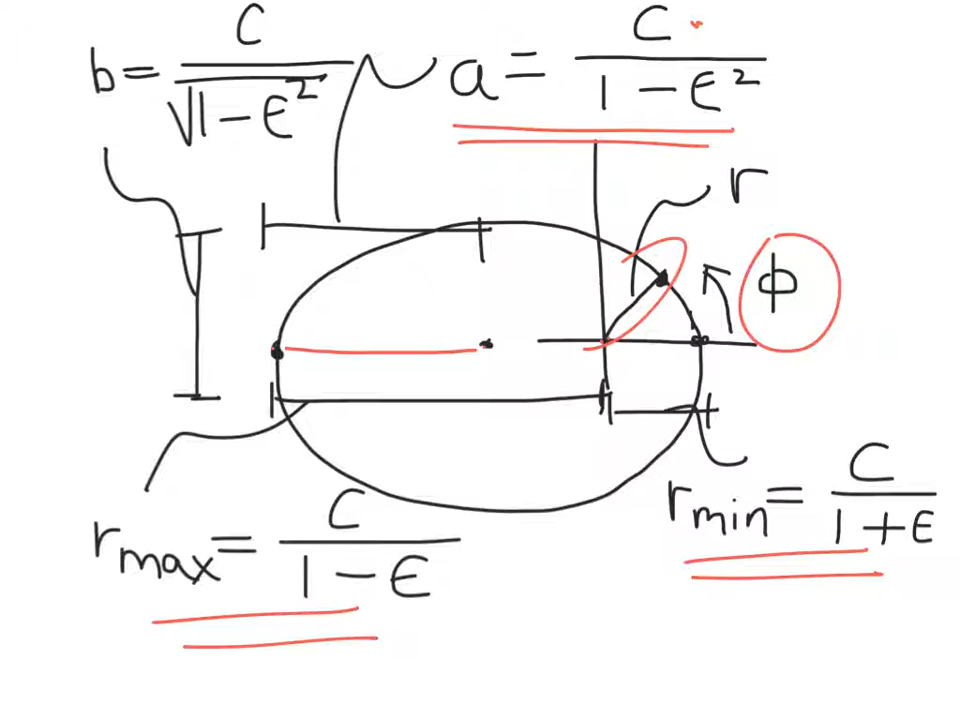 b = C / √1 − ε²
a = C / 1 − ε²
r
ϕ
r_min = C / 1 + ε
r_max = C / 1 − ε